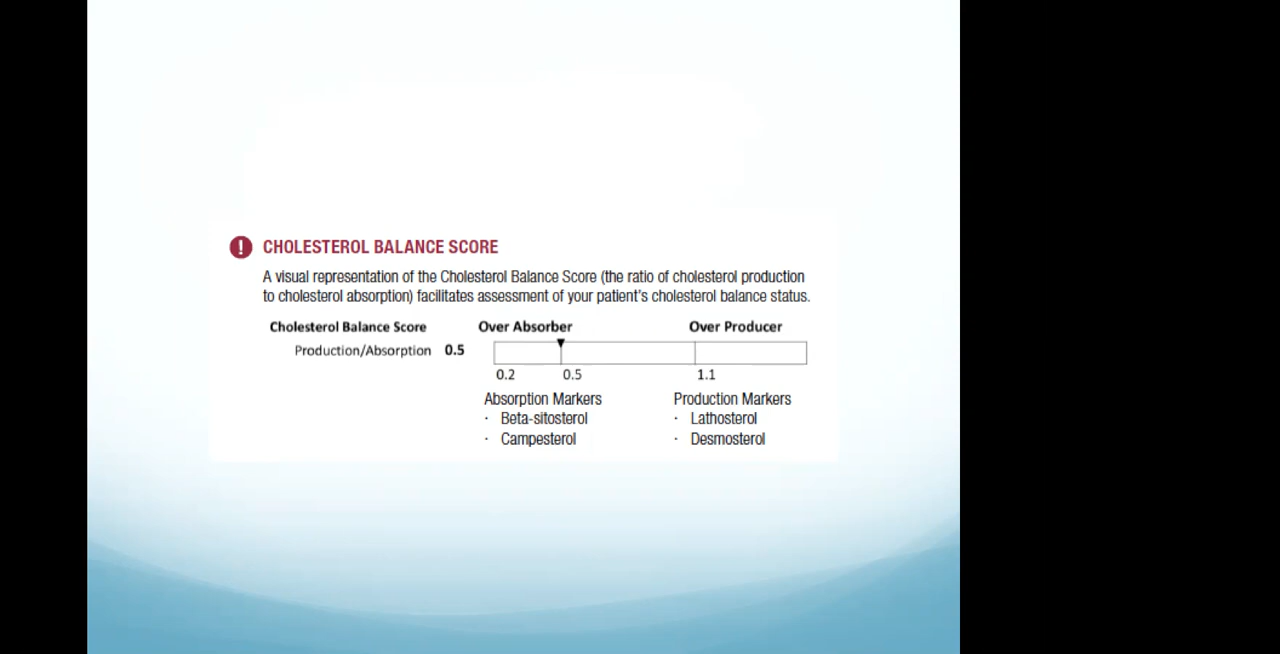 ! CHOLESTEROL BALANCE SCORE
A visual representation of the Cholesterol Balance Score (the ratio of cholesterol production
to cholesterol absorption) facilitates assessment of your patient's cholesterol balance status.
Cholesterol Balance Score Over Absorber Over Producer
Production/Absorption 0.5
0.2 0.5 1.1
Absorption Markers Production Markers
· Beta-sitosterol · Lathosterol
· Campesterol · Desmosterol